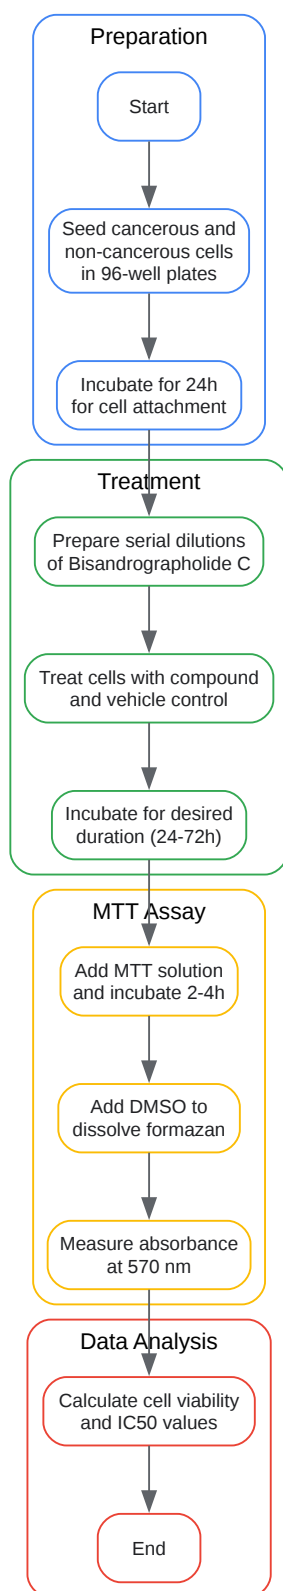 Preparation
Start
Seed cancerous and
non-cancerous cells
in 96-well plates
Incubate for 24h
for cell attachment
Treatment
Prepare serial dilutions
of Bisandrographolide C
Treat cells with compound
and vehicle control
Incubate for desired
duration (24-72h)
MTT Assay
Add MTT solution
and incubate 2-4h
Add DMSO to
dissolve formazan
Measure absorbance
at 570 nm
Data Analysis
Calculate cell viability
and IC50 values
End